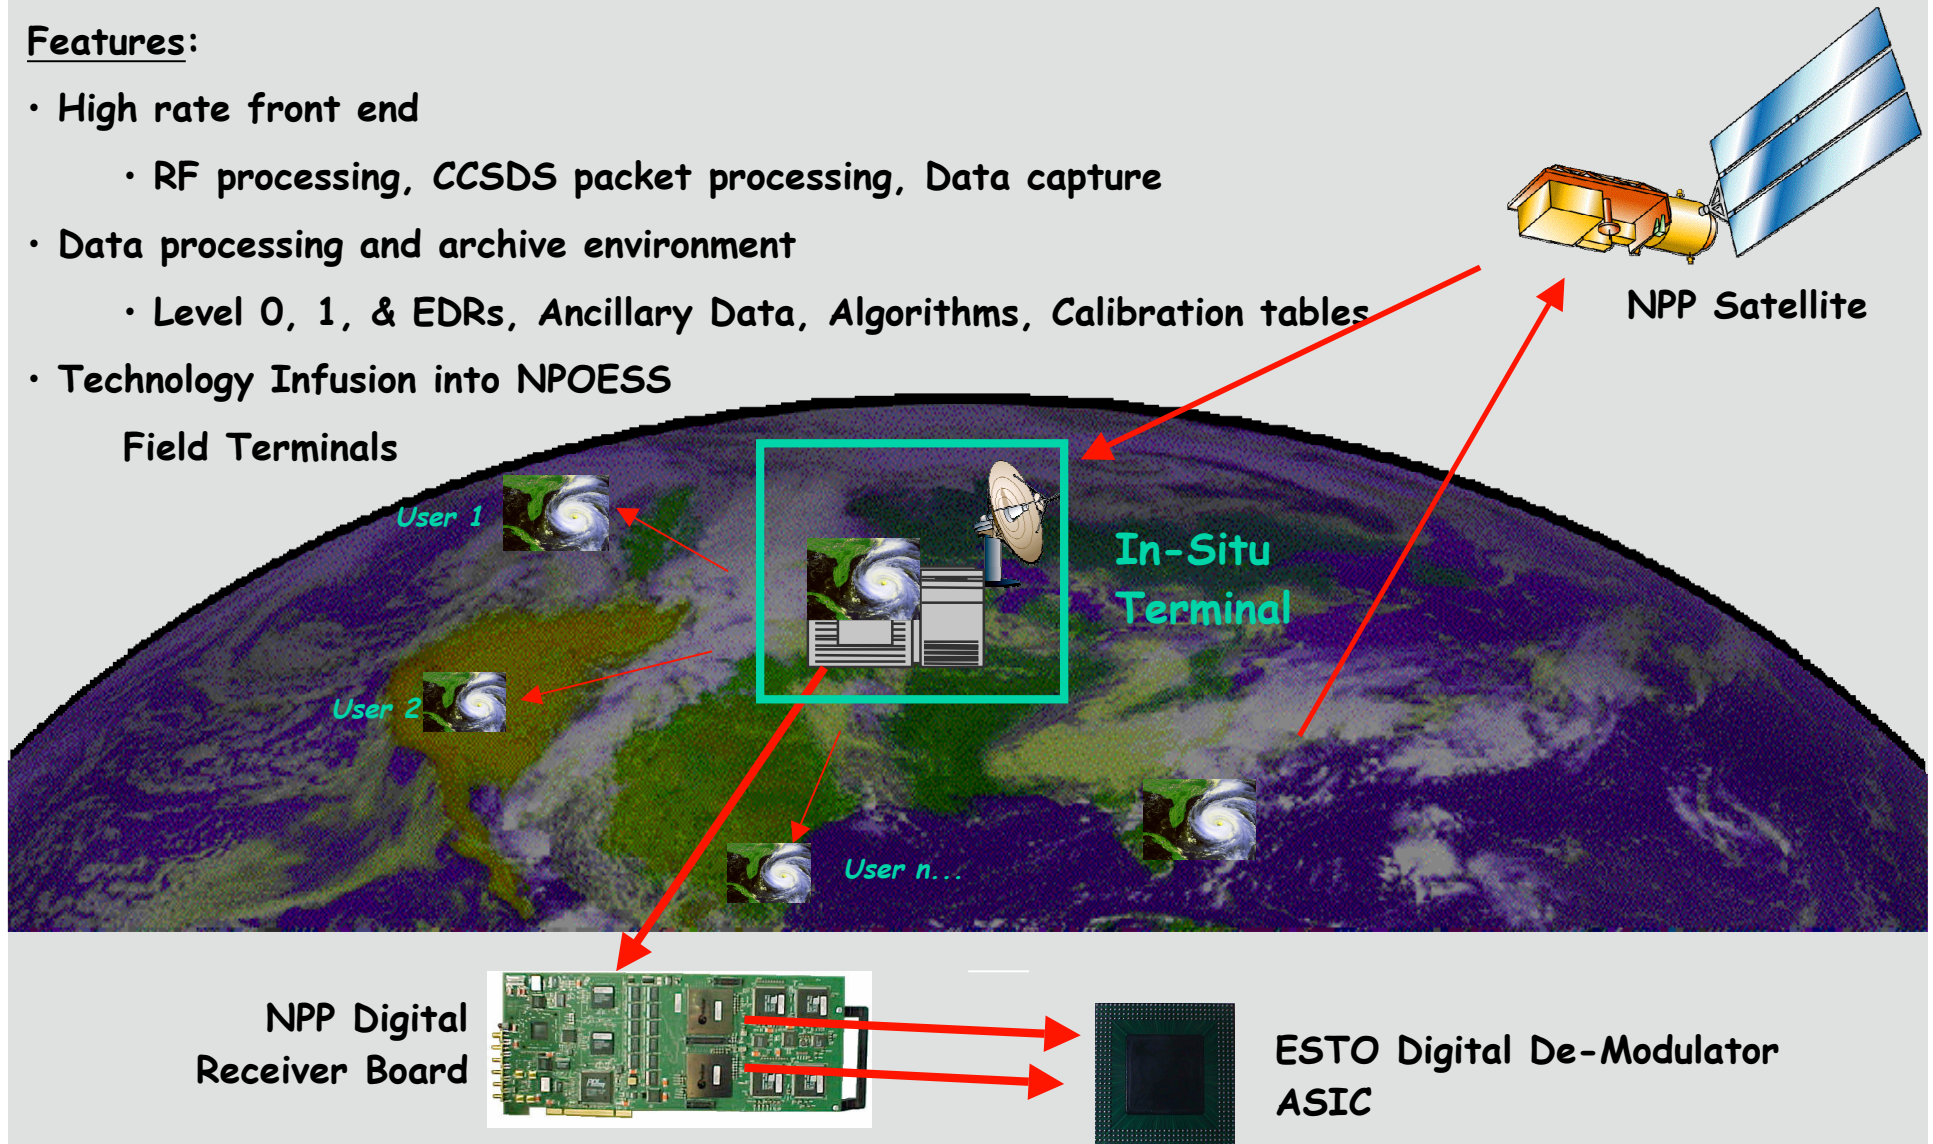 Features:
• High rate front end
• RF processing, CCSDS packet processing, Data capture
• Data processing and archive environment
• Level 0, 1, & EDRs, Ancillary Data, Algorithms, Calibration tables
• Technology Infusion into NPOESS
Field Terminals
NPP Satellite
User 1
In-Situ
Terminal
User 2
User n...
NPP Digital
Receiver Board
ESTO Digital De-Modulator
ASIC